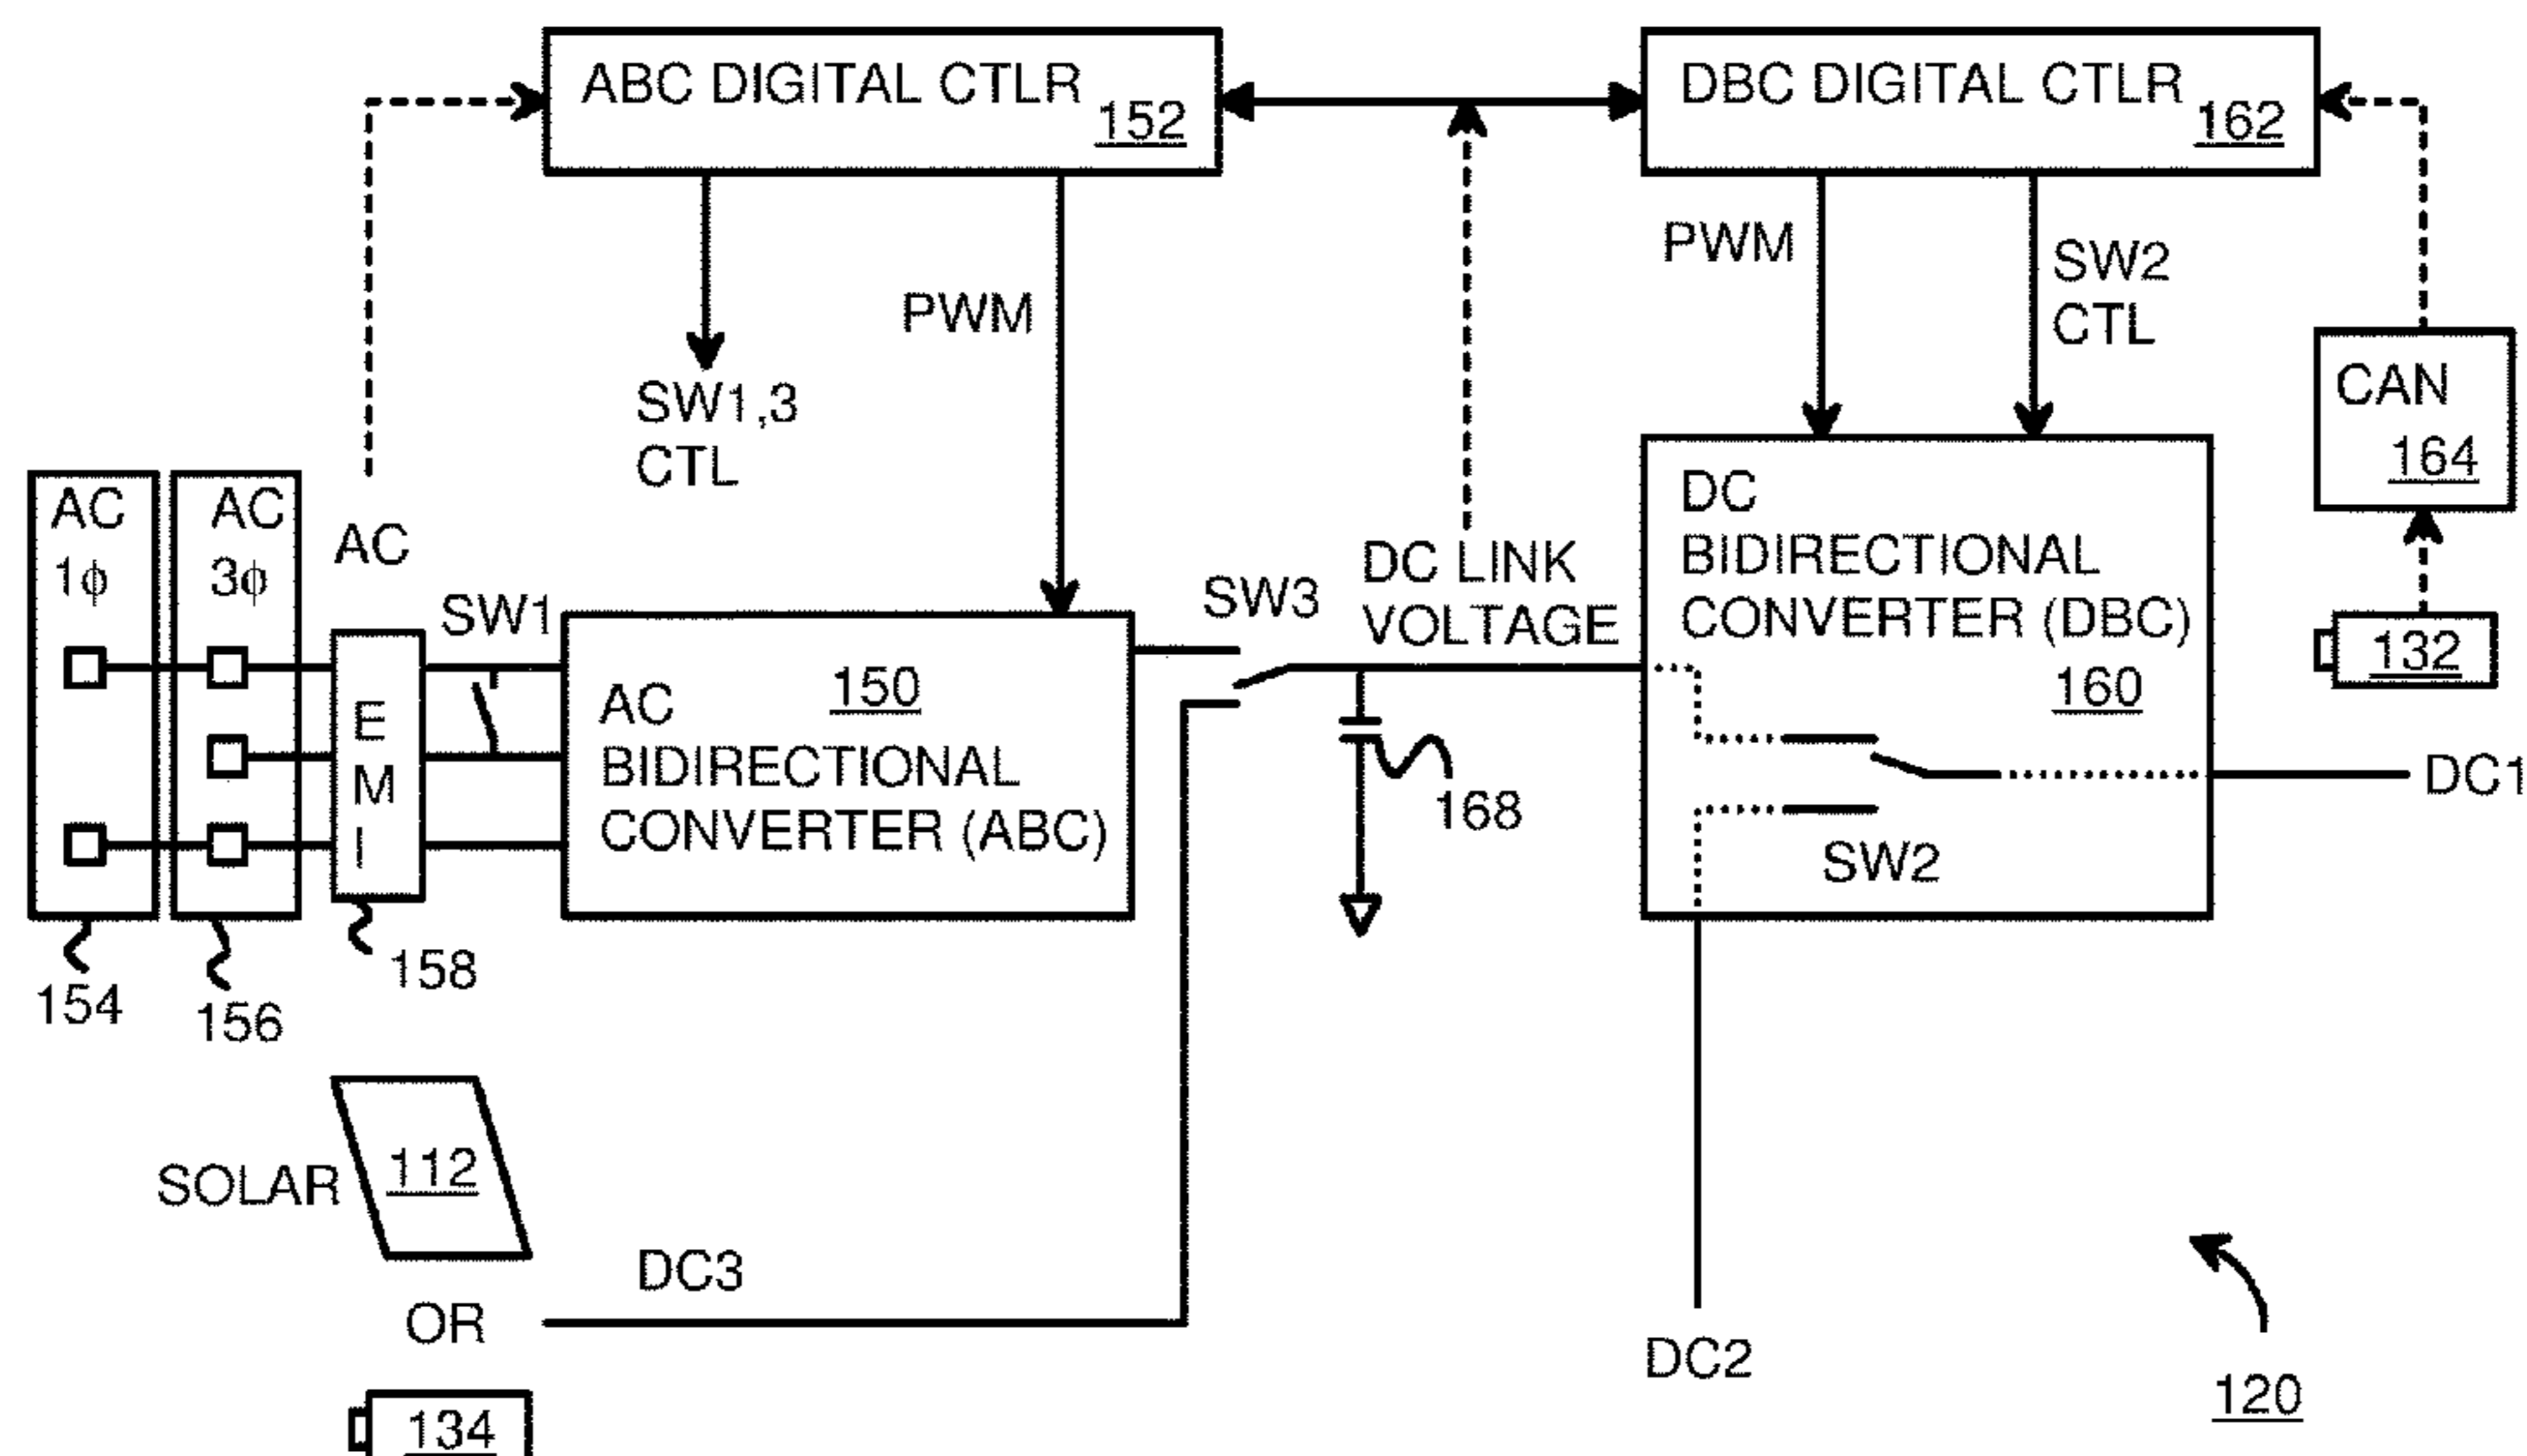 ABC DIGITAL CTLR
152
DBC DIGITAL CTLR
162
PWM
SW2
CTL
PWM
SW1,3
CTL
CAN
164
AC
1ϕ
AC
3ϕ
AC
SW1
SW3
DC LINK
VOLTAGE
DC
BIDIRECTIONAL
CONVERTER (DBC)
160
132
E
M
I
150
AC
BIDIRECTIONAL
CONVERTER (ABC)
168
SW2
DC1
154
156
158
SOLAR
112
DC3
OR
134
DC2
120